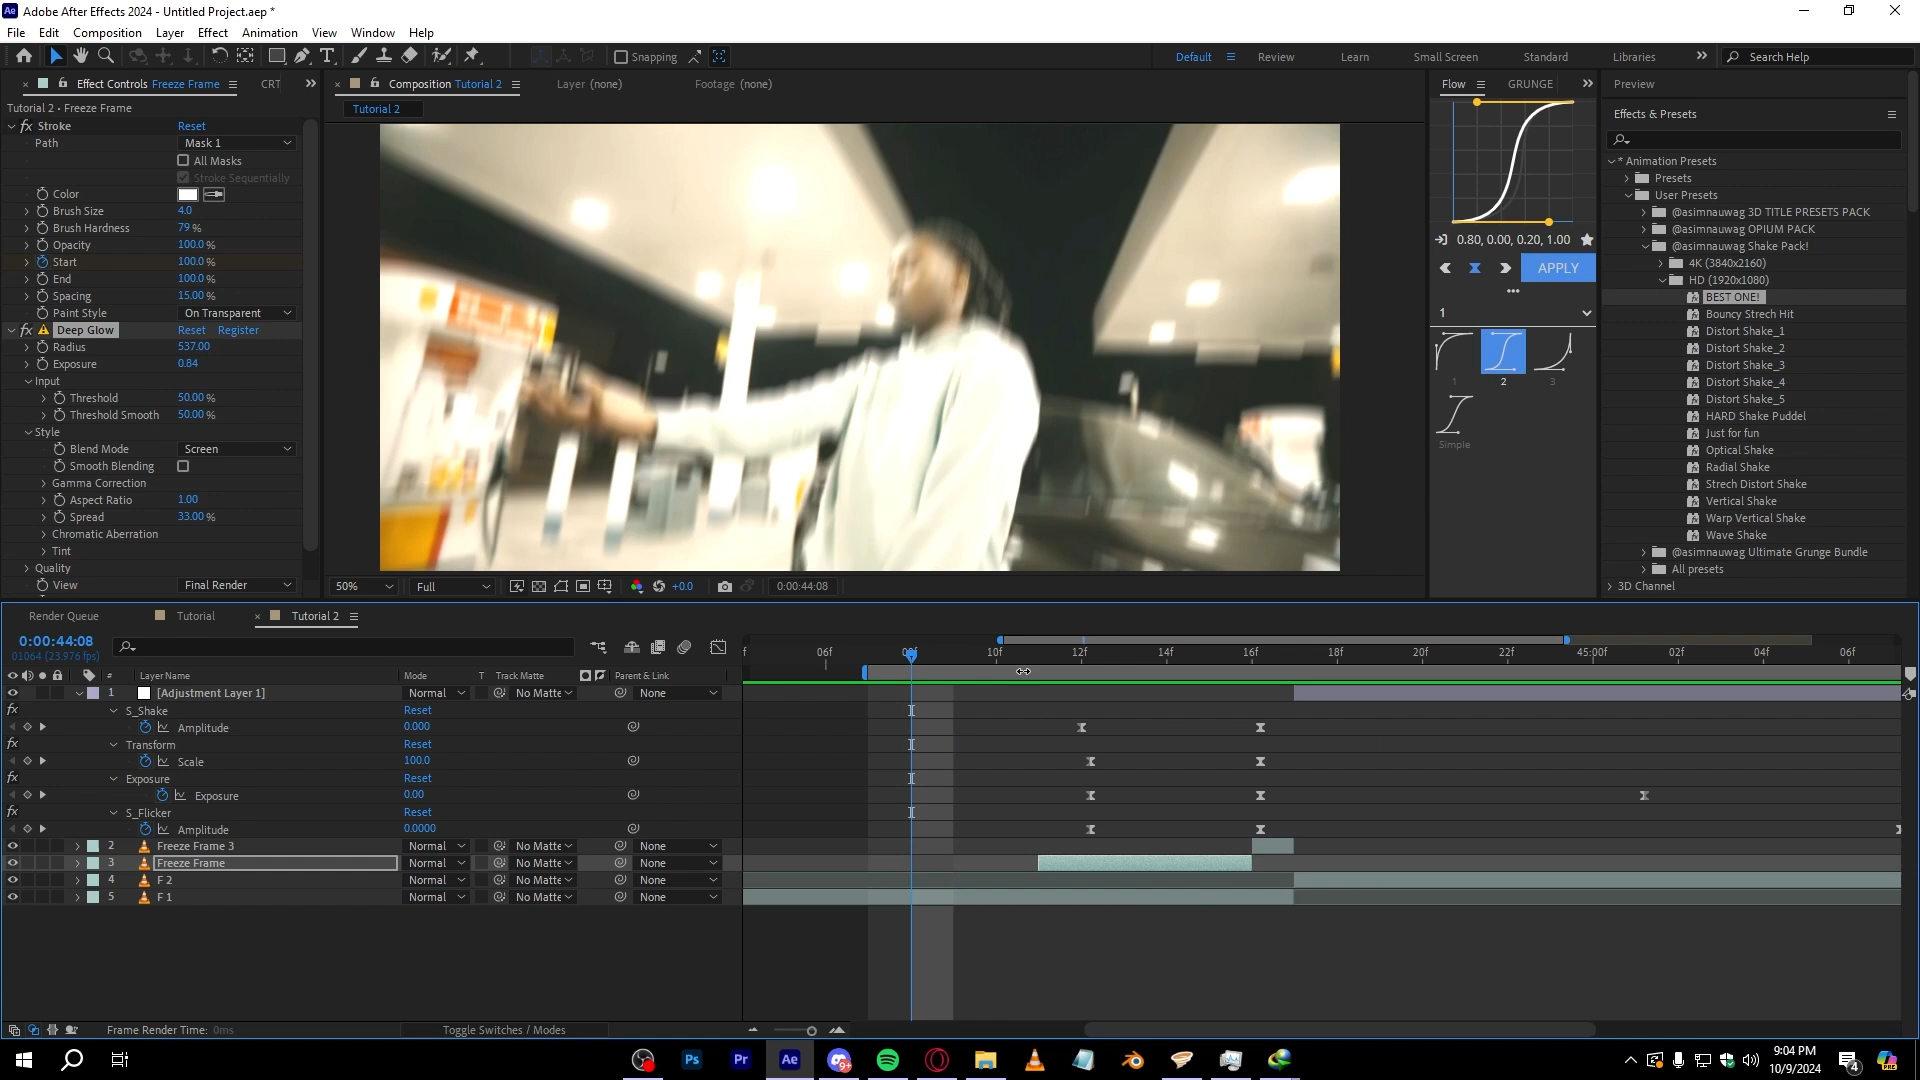 Adobe After Effects 2024 - Untitled Project.aep *
File Edit Composition Layer Effect Animation View Window Help
Snapping
Default Review Learn Small Screen Standard Libraries Search Help
Effect Controls Freeze Frame CRT
Composition Tutorial 2 Layer (none) Footage (none)
Flow GRUNGE
Preview
Tutorial 2 • Freeze Frame
Tutorial 2
Effects & Presets
Stroke Reset
Path Mask 1
All Masks
Stroke Sequentially
Color
Brush Size 4.0
Brush Hardness 79 %
Opacity 100.0 %
Start 100.0 %
End 100.0 %
Spacing 15.00 %
Paint Style On Transparent
Deep Glow Reset Register
Radius 537.00
Exposure 0.84
Input
Threshold 50.00 %
Threshold Smooth 50.00 %
Style
Blend Mode Screen
Smooth Blending
Gamma Correction
Aspect Ratio 1.00
Spread 33.00 %
Chromatic Aberration
Tint
Quality
View Final Render
50% Full +0.0 0:00:44:08
0.80, 0.00, 0.20, 1.00
APPLY
1
1 2 3
Simple
* Animation Presets
Presets
User Presets
@asimnauwag 3D TITLE PRESETS PACK
@asimnauwag OPIUM PACK
@asimnauwag Shake Pack!
4K (3840x2160)
HD (1920x1080)
BEST ONE!
Bouncy Strech Hit
Distort Shake_1
Distort Shake_2
Distort Shake_3
Distort Shake_4
Distort Shake_5
HARD Shake Puddel
Just for fun
Optical Shake
Radial Shake
Strech Distort Shake
Vertical Shake
Warp Vertical Shake
Wave Shake
@asimnauwag Ultimate Grunge Bundle
All presets
3D Channel
Render Queue Tutorial Tutorial 2
0:00:44:08
01064 (23.976 fps)
f 06f 08f 10f 12f 14f 16f 18f 20f 22f 45:00f 02f 04f 06f
# Layer Name Mode T Track Matte Parent & Link
1 [Adjustment Layer 1] Normal No Matte None
S_Shake Reset
Amplitude 0.000
Transform Reset
Scale 100.0
Exposure Reset
Exposure 0.00
S_Flicker Reset
Amplitude 0.0000
2 Freeze Frame 3 Normal No Matte None
3 Freeze Frame Normal No Matte None
4 F 2 Normal No Matte None
5 F 1 Normal No Matte None
Frame Render Time: 0ms Toggle Switches / Modes
Ps Pr Ae 9+
9:04 PM
10/9/2024
4